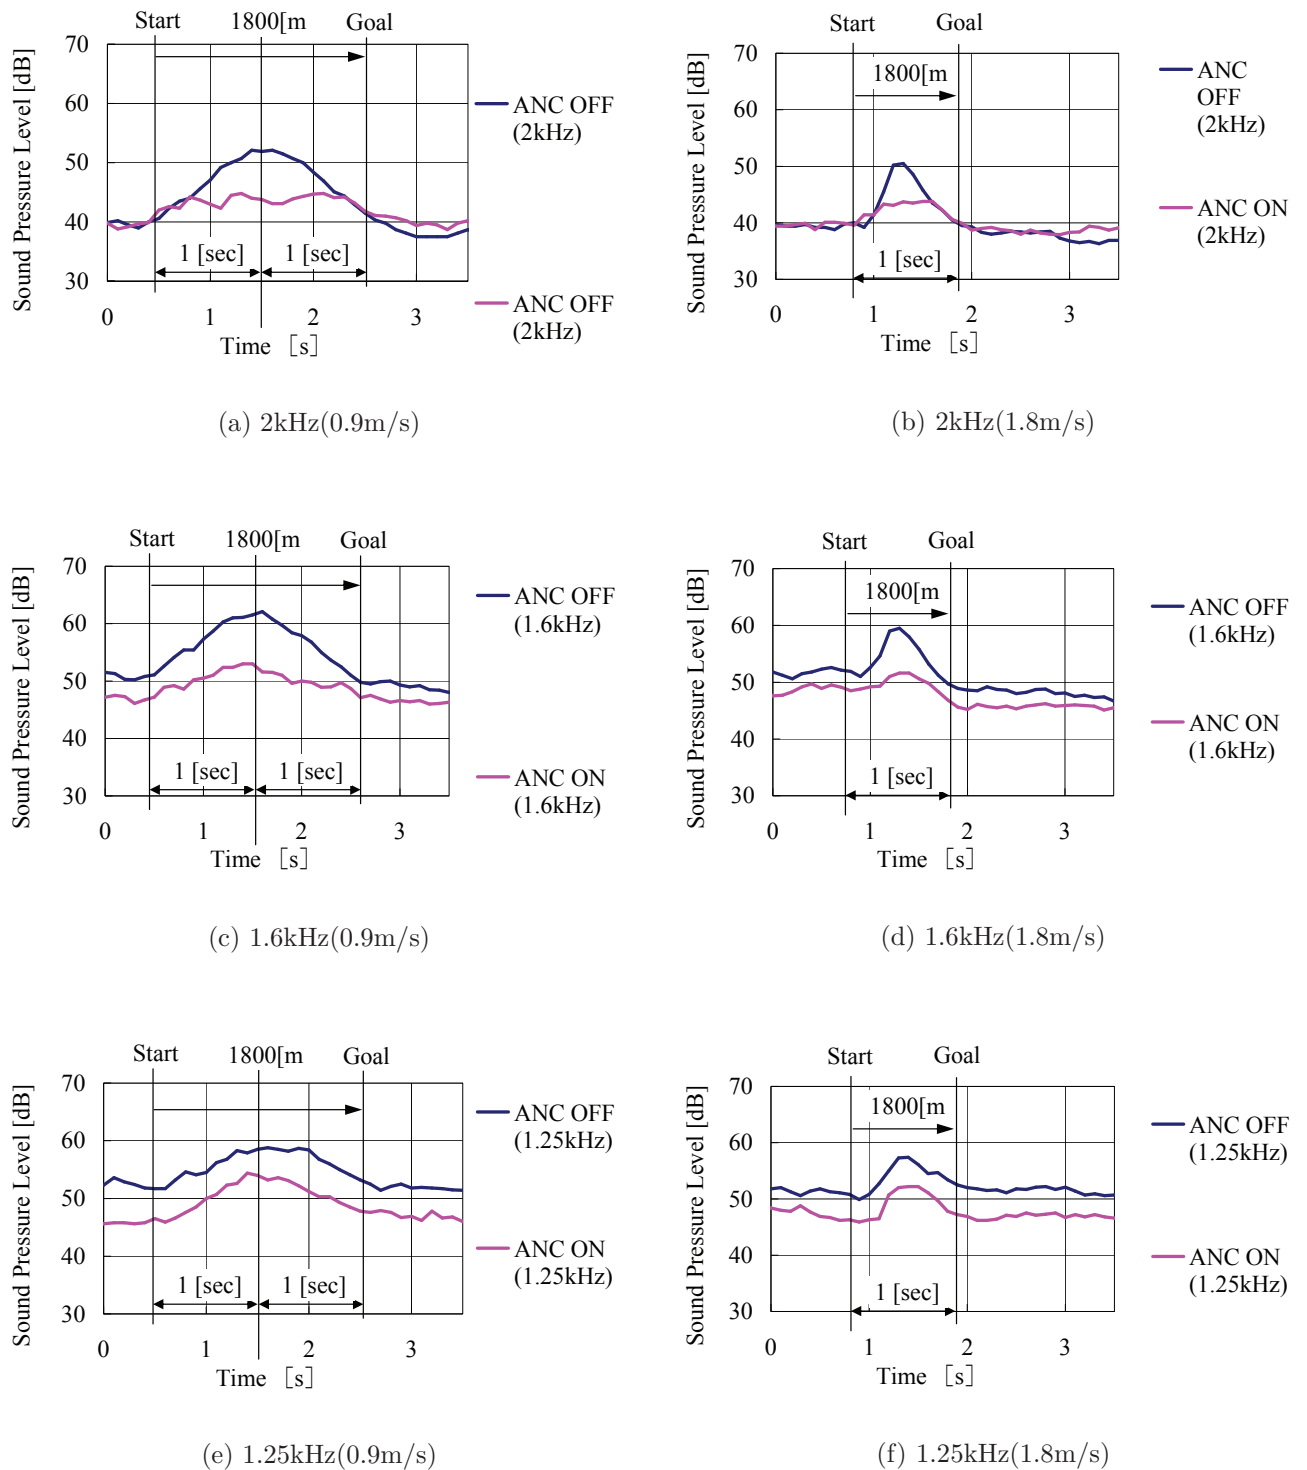 Start 1800[m Goal
Sound Pressure Level [dB]
70
60
50
40
30
1 [sec] 1 [sec]
0 1 2 3
Time [s]
ANC OFF
(2kHz)
ANC OFF
(2kHz)
(a) 2kHz(0.9m/s)
Start Goal
1800[m
Sound Pressure Level [dB]
70
60
50
40
30
1 [sec]
0 1 2 3
Time [s]
ANC
OFF
(2kHz)
ANC ON
(2kHz)
(b) 2kHz(1.8m/s)
Start 1800[m Goal
Sound Pressure Level [dB]
70
60
50
40
30
1 [sec] 1 [sec]
0 1 2 3
Time [s]
ANC OFF
(1.6kHz)
ANC ON
(1.6kHz)
(c) 1.6kHz(0.9m/s)
Start Goal
1800[m
Sound Pressure Level [dB]
70
60
50
40
30
1 [sec]
0 1 2 3
Time [s]
ANC OFF
(1.6kHz)
ANC ON
(1.6kHz)
(d) 1.6kHz(1.8m/s)
Start 1800[m Goal
Sound Pressure Level [dB]
70
60
50
40
30
1 [sec] 1 [sec]
0 1 2 3
Time [s]
ANC OFF
(1.25kHz)
ANC ON
(1.25kHz)
(e) 1.25kHz(0.9m/s)
Start Goal
1800[m
Sound Pressure Level [dB]
70
60
50
40
30
1 [sec]
0 1 2 3
Time [s]
ANC OFF
(1.25kHz)
ANC ON
(1.25kHz)
(f) 1.25kHz(1.8m/s)